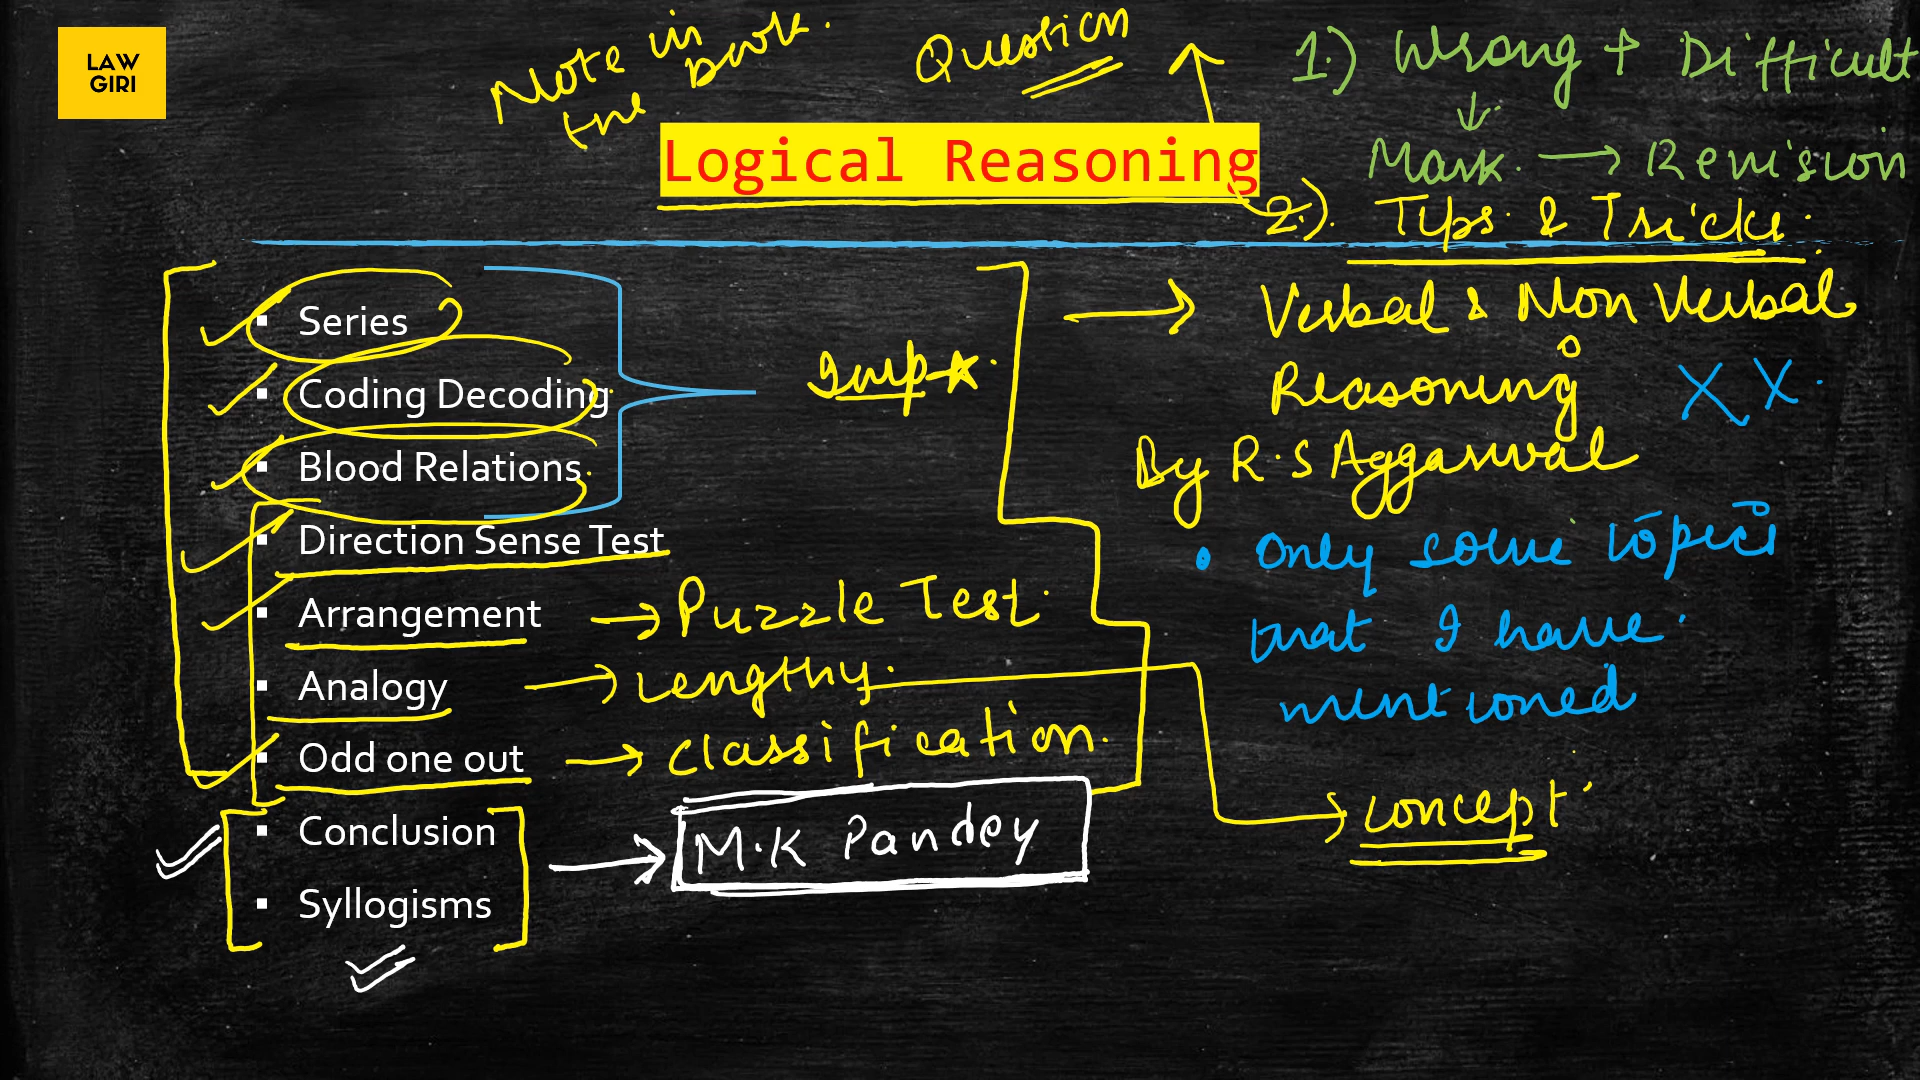 LAW
GIRI
Note in
the book.
Question
1.) Wrong + Difficult
Mark. → Revision
Logical Reasoning
2.). Tips & Tricks.
▪ Series
▪ Coding Decoding
▪ Blood Relations
▪ Direction Sense Test
▪ Arrangement → Puzzle Test.
▪ Analogy → Lengthy.
▪ Odd one out → Classification.
▪ Conclusion
▪ Syllogisms
Imp.
→ Verbal & Non Verbal
Reasoning
By R.S Aggarwal
X X
• Only some topics
that I have
mentioned
→ concept
→ M.K Pandey